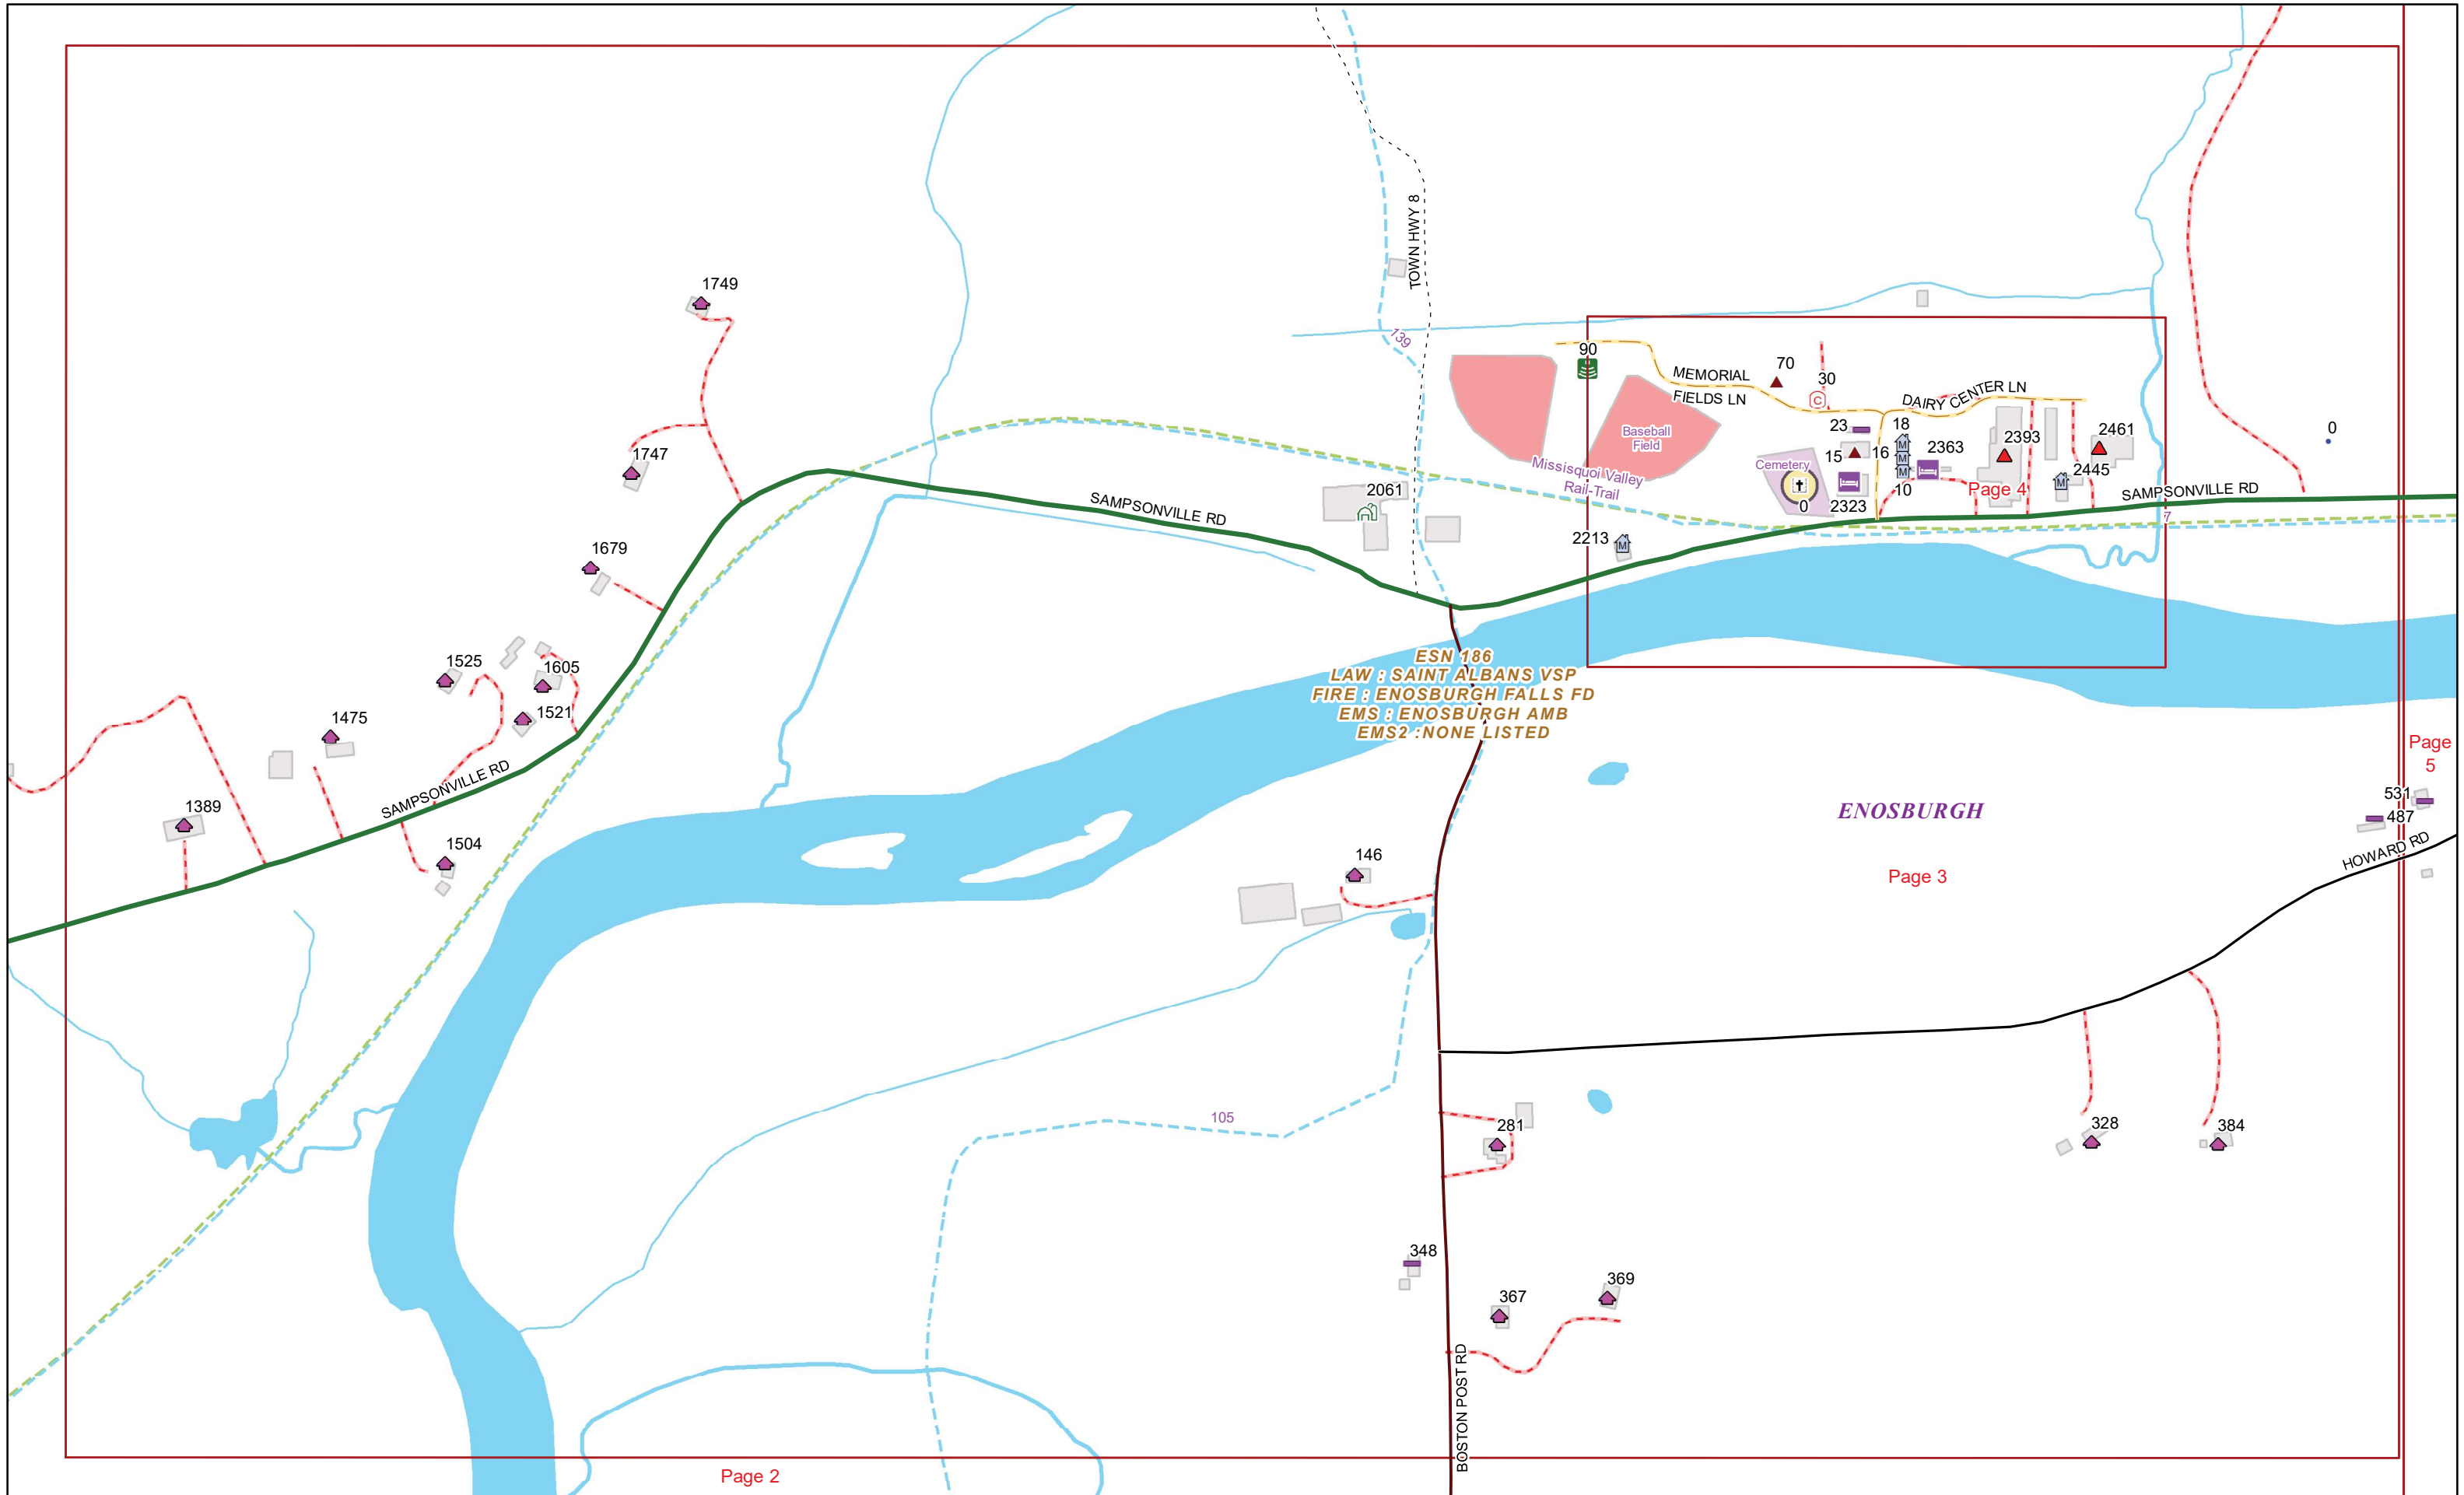 TOWN HWY 8
1749
139
90
70
MEMORIAL
FIELDS LN
30
C
DAIRY CENTER LN
23
18
M
M
M
16
15
10
2363
2393
2461
0
2445
M
1747
Baseball
Field
Cemetery
0
2323
Page 4
SAMPSONVILLE RD
7
Missisquoi Valley
Rail-Trail
2061
SAMPSONVILLE RD
2213
M
1679
1525
1605
1521
1475
ESN 186
LAW : SAINT ALBANS VSP
FIRE : ENOSBURGH FALLS FD
EMS : ENOSBURGH AMB
EMS2 :NONE LISTED
Page
5
SAMPSONVILLE RD
1389
1504
531
487
HOWARD RD
ENOSBURGH
Page 3
146
105
281
328
384
348
367
369
BOSTON POST RD
Page 2